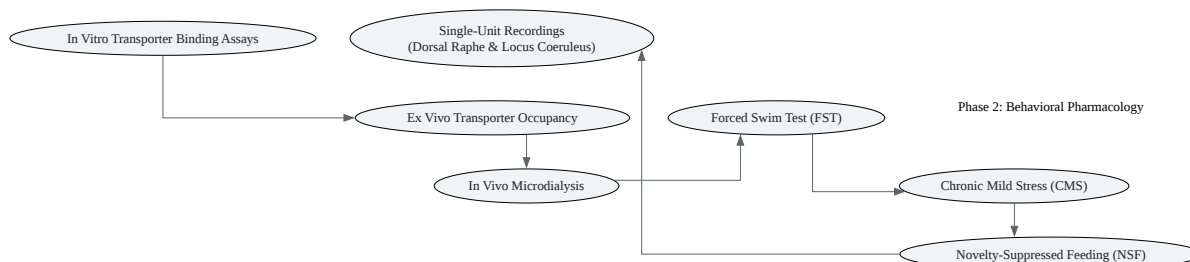 In Vitro Transporter Binding Assays
Single-Unit Recordings
(Dorsal Raphe & Locus Coeruleus)
Ex Vivo Transporter Occupancy
Forced Swim Test (FST)
Phase 2: Behavioral Pharmacology
In Vivo Microdialysis
Chronic Mild Stress (CMS)
Novelty-Suppressed Feeding (NSF)